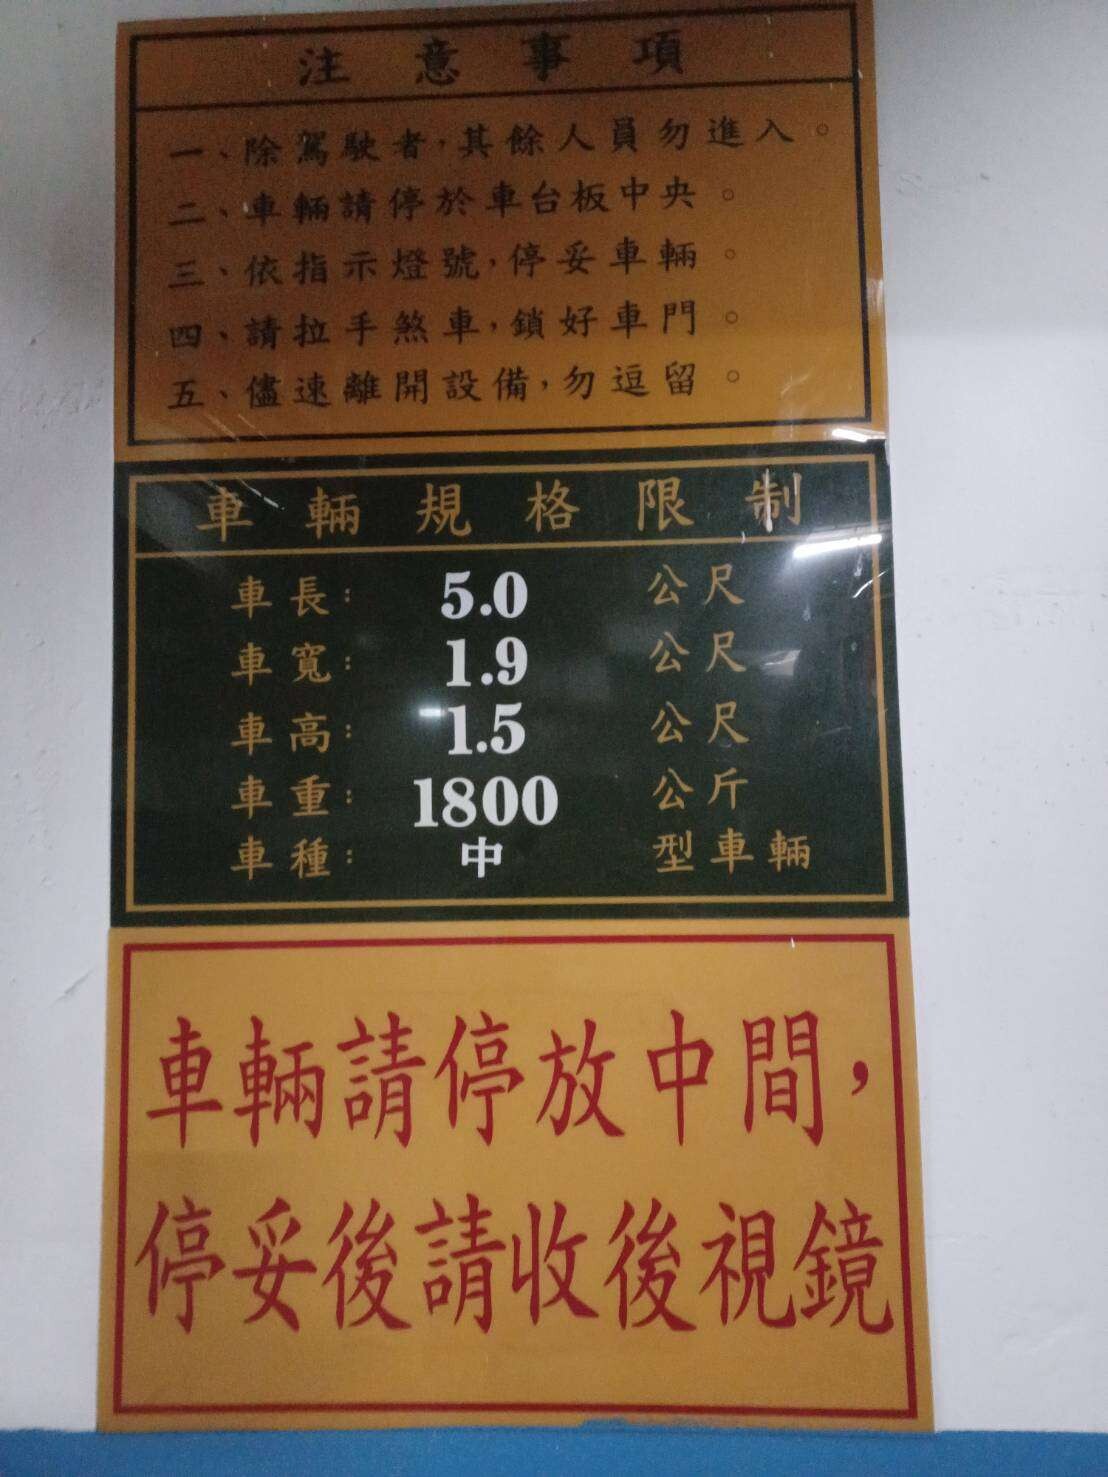 注意事項
一、除駕駛者，其餘人員勿進入。
二、車輛請停於車台板中央。
三、依指示燈號，停妥車輛。
四、請拉手煞車，鎖好車門。
五、儘速離開設備，勿逗留。
車輛規格限制
車長：5.0公尺
車寬：1.9公尺
車高：1.5公尺
車重：1800公斤
車種：中型車輛
車輛請停放中間，
停妥後請收後視鏡